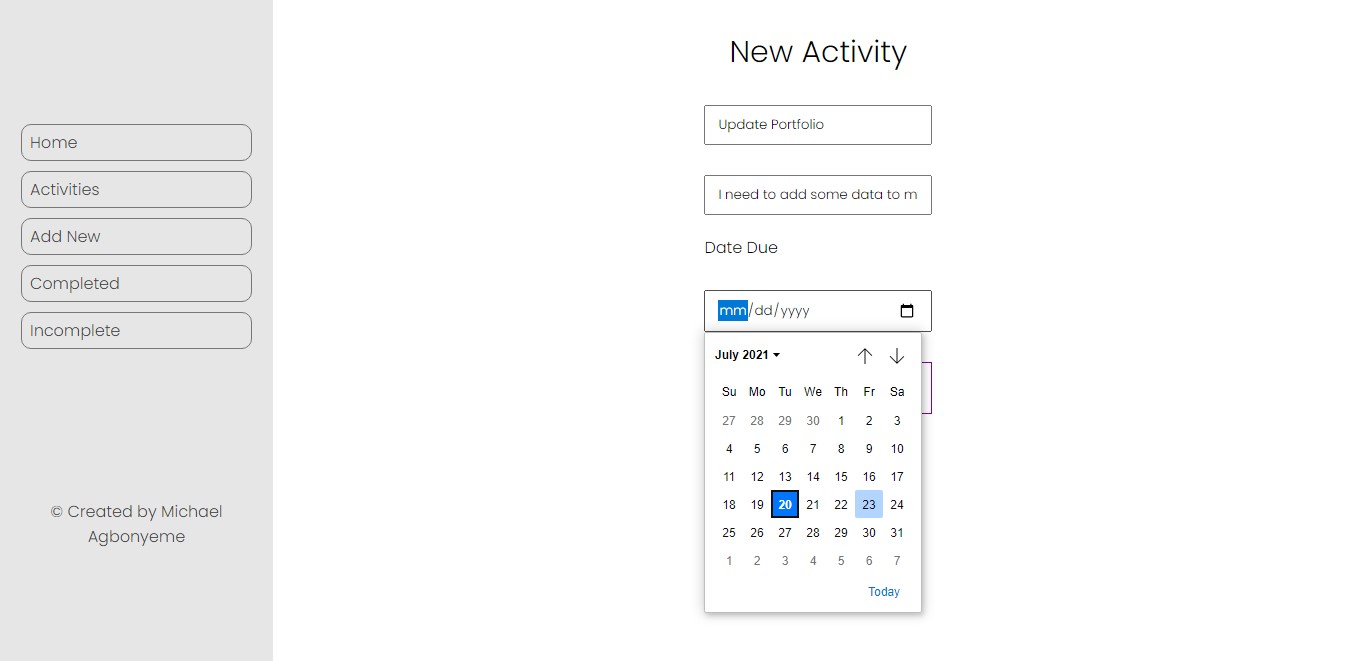 Home
Activities
Add New
Completed
Incomplete
© Created by Michael
Agbonyeme
New Activity
Update Portfolio
I need to add some data to m
Date Due
mm/dd/yyyy
July 2021
Su Mo Tu We Th Fr Sa
27 28 29 30 1 2 3
4 5 6 7 8 9 10
11 12 13 14 15 16 17
18 19 20 21 22 23 24
25 26 27 28 29 30 31
1 2 3 4 5 6 7
Today